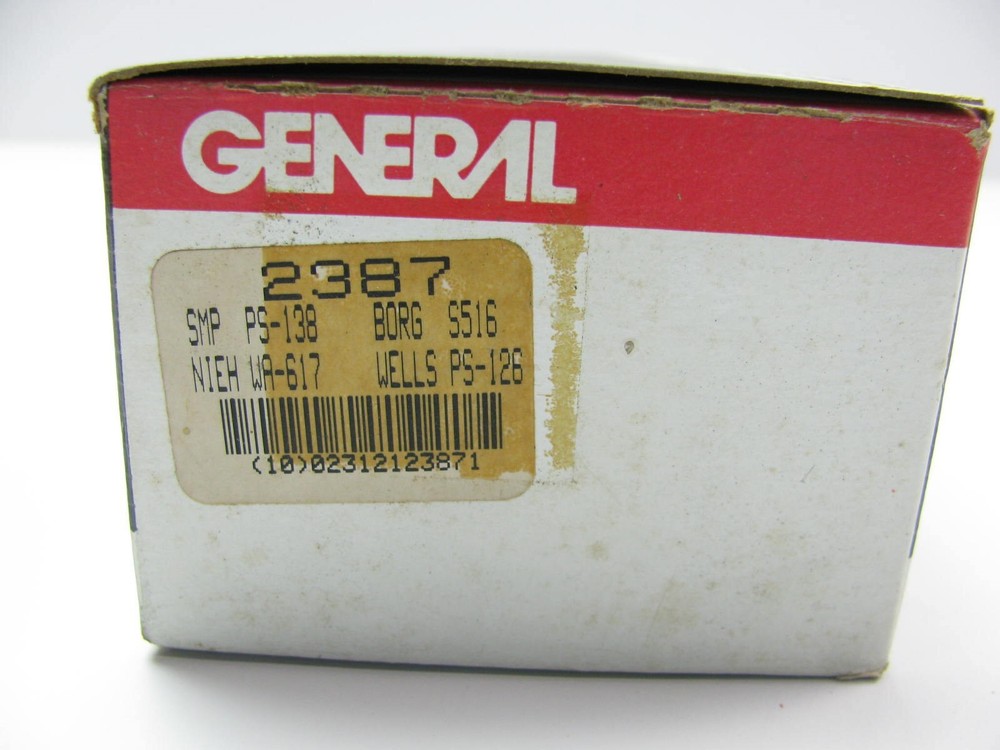 GENERAL
2387
SMP PS-138 BORG S516
NIEH WA-617 WELLS PS-126
(10)02312123871